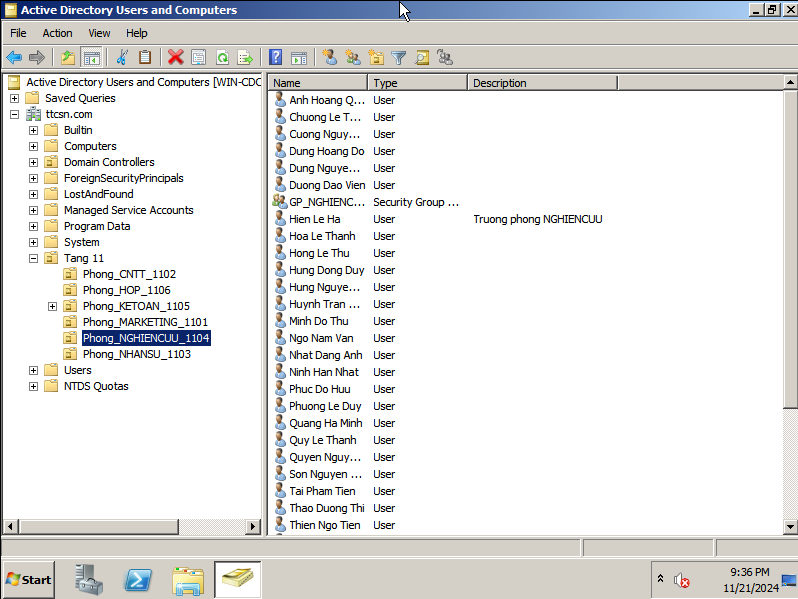 Active Directory Users and Computers
File Action View Help
Active Directory Users and Computers [WIN-CDC
Saved Queries
ttcsn.com
Builtin
Computers
Domain Controllers
ForeignSecurityPrincipals
LostAndFound
Managed Service Accounts
Program Data
System
Tang 11
Phong_CNTT_1102
Phong_HOP_1106
Phong_KETOAN_1105
Phong_MARKETING_1101
Phong_NGHIENCUU_1104
Phong_NHANSU_1103
Users
NTDS Quotas
Name Type Description
Anh Hoang Q... User
Chuong Le T... User
Cuong Nguy... User
Dung Hoang Do User
Dung Nguye... User
Duong Dao Vien User
GP_NGHIENC... Security Group ...
Hien Le Ha User Truong phong NGHIENCUU
Hoa Le Thanh User
Hong Le Thu User
Hung Dong Duy User
Hung Nguye... User
Huynh Tran ... User
Minh Do Thu User
Ngo Nam Van User
Nhat Dang Anh User
Ninh Han Nhat User
Phuc Do Huu User
Phuong Le Duy User
Quang Ha Minh User
Quy Le Thanh User
Quyen Nguy... User
Son Nguyen ... User
Tai Pham Tien User
Thao Duong Thi User
Thien Ngo Tien User
Start
9:36 PM
11/21/2024